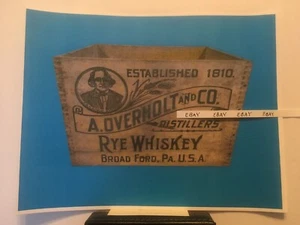 ESTABLISHED 1810.
A. OVERHOLT AND CO.
DISTILLERS
EBAY EBAY EBAY EBAY
RYE WHISKEY
BROAD FORD, PA. U.S.A.